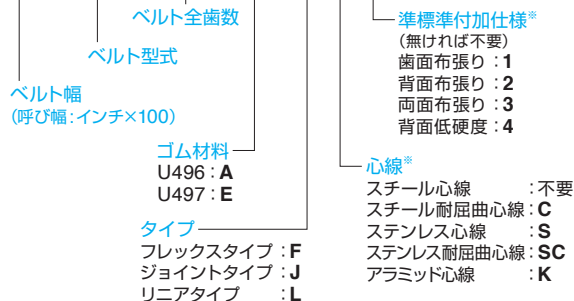 ベルト全歯数
ベルト型式
ベルト幅
(呼び幅:インチ×100)
ゴム材料
U496:A
U497:E
タイプ
フレックスタイプ:F
ジョイントタイプ:J
リニアタイプ:L
準標準付加仕様※
(無ければ不要)
歯面布張り:1
背面布張り:2
両面布張り:3
背面低硬度:4
心線※
スチール心線:不要
スチール耐屈曲心線:C
ステンレス心線:S
ステンレス耐屈曲心線:SC
アラミッド心線:K